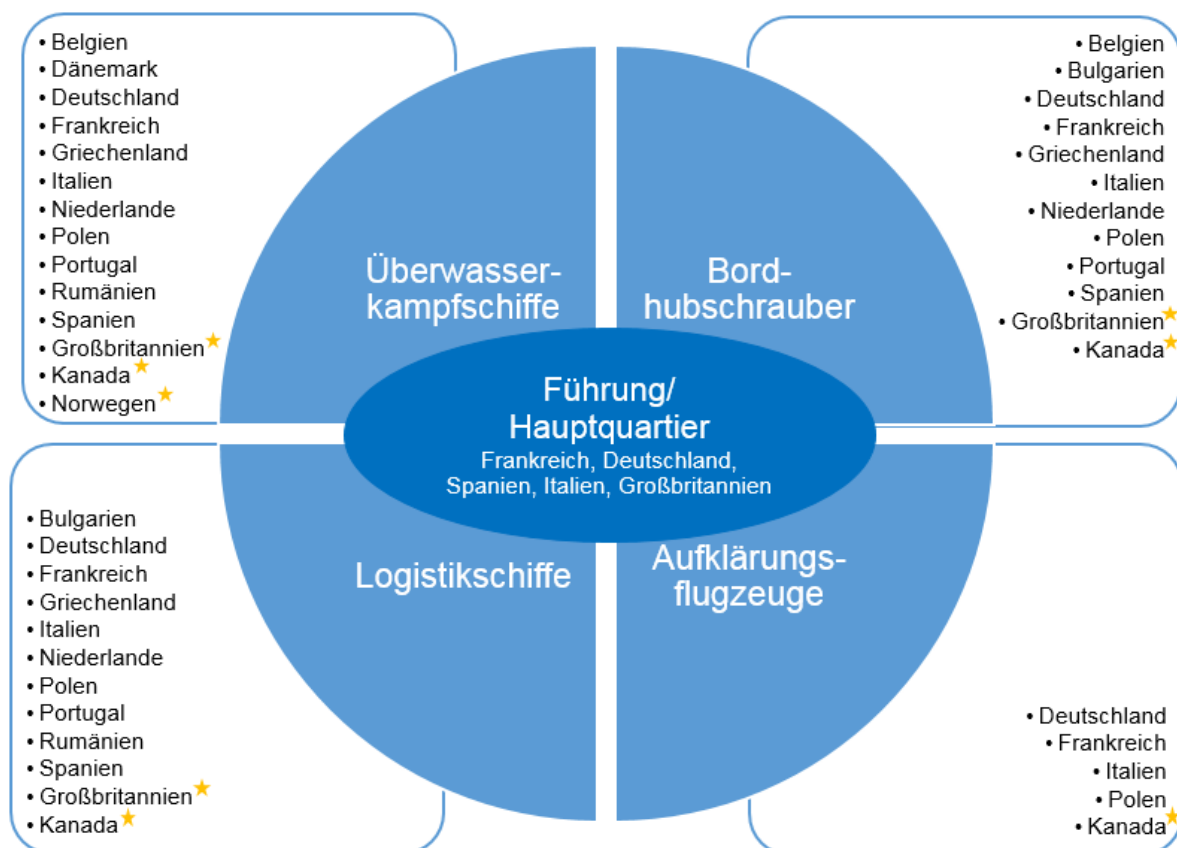 • Belgien
• Dänemark
• Deutschland
• Frankreich
• Griechenland
• Italien
• Niederlande
• Polen
• Portugal
• Rumänien
• Spanien
• Großbritannien
• Kanada
• Norwegen
• Belgien
• Bulgarien
• Deutschland
• Frankreich
• Griechenland
• Italien
• Niederlande
• Polen
• Portugal
• Spanien
• Großbritannien
• Kanada
Überwasser-
kampfschiffe
Bord-
hubschrauber
Führung/
Hauptquartier
Frankreich, Deutschland,
Spanien, Italien, Großbritannien
Logistikschiffe
Aufklärungs-
flugzeuge
• Bulgarien
• Deutschland
• Frankreich
• Griechenland
• Italien
• Niederlande
• Polen
• Portugal
• Rumänien
• Spanien
• Großbritannien
• Kanada
• Deutschland
• Frankreich
• Italien
• Polen
• Kanada